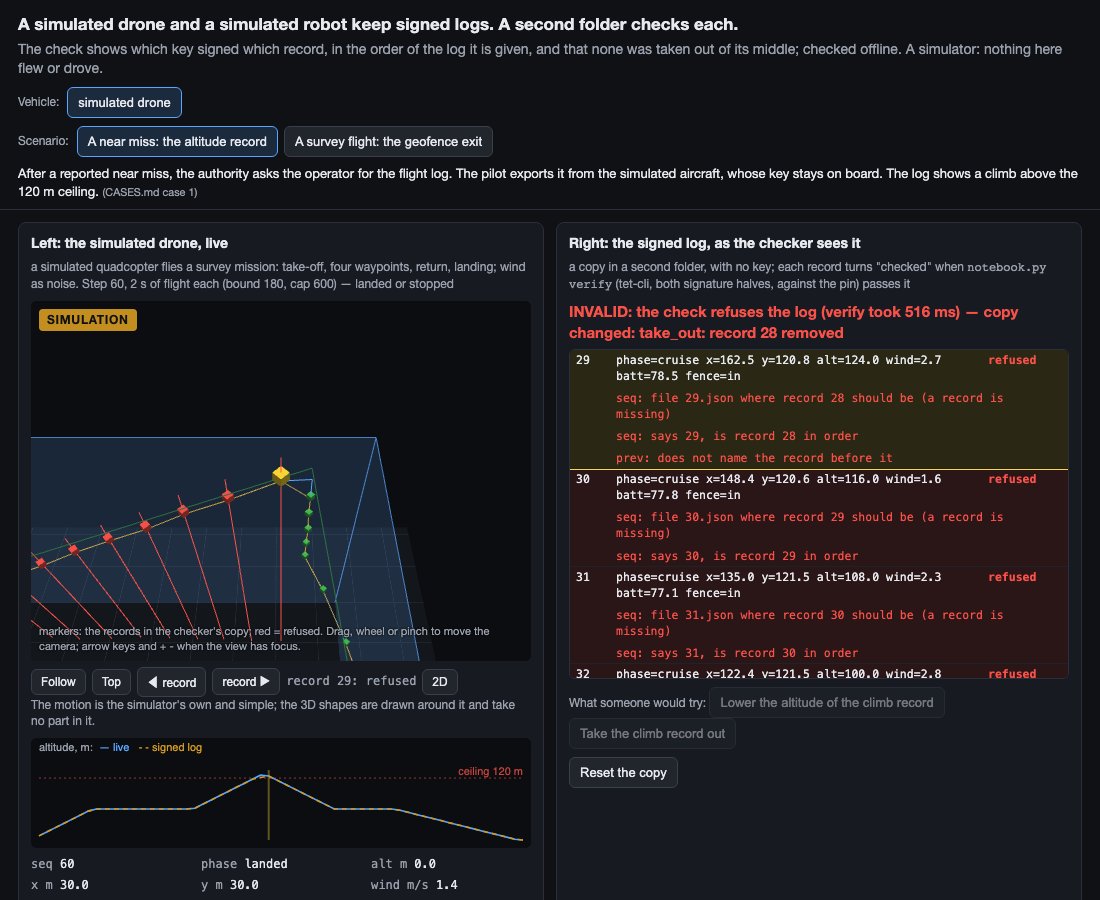 A simulated drone and a simulated robot keep signed logs. A second folder checks each.
The check shows which key signed which record, in the order of the log it is given, and that none was taken out of its middle; checked offline. A simulator: nothing here
flew or drove.
Vehicle: simulated drone
Scenario: A near miss: the altitude record A survey flight: the geofence exit
After a reported near miss, the authority asks the operator for the flight log. The pilot exports it from the simulated aircraft, whose key stays on board. The log shows a climb above the
120 m ceiling. (CASES.md case 1)
Left: the simulated drone, live
a simulated quadcopter flies a survey mission: take-off, four waypoints, return, landing; wind
as noise. Step 60, 2 s of flight each (bound 180, cap 600) — landed or stopped
SIMULATION
markers: the records in the checker's copy; red = refused. Drag, wheel or pinch to move the
camera; arrow keys and + - when the view has focus.
Follow Top ◀ record record ▶ record 29: refused 2D
The motion is the simulator's own and simple; the 3D shapes are drawn around it and take
no part in it.
altitude, m: — live - - signed log
ceiling 120 m
seq 60 phase landed alt m 0.0
x m 30.0 y m 30.0 wind m/s 1.4
Right: the signed log, as the checker sees it
a copy in a second folder, with no key; each record turns "checked" when notebook.py
verify (tet-cli, both signature halves, against the pin) passes it
INVALID: the check refuses the log (verify took 516 ms) — copy
changed: take_out: record 28 removed
29 phase=cruise x=162.5 y=120.8 alt=124.0 wind=2.7 refused
batt=78.5 fence=in
seq: file 29.json where record 28 should be (a record is
missing)
seq: says 29, is record 28 in order
prev: does not name the record before it
30 phase=cruise x=148.4 y=120.6 alt=116.0 wind=1.6 refused
batt=77.8 fence=in
seq: file 30.json where record 29 should be (a record is
missing)
seq: says 30, is record 29 in order
31 phase=cruise x=135.0 y=121.5 alt=108.0 wind=2.3 refused
batt=77.1 fence=in
seq: file 31.json where record 30 should be (a record is
missing)
seq: says 31, is record 30 in order
32 phase=cruise x=122.4 y=121.5 alt=100.0 wind=2.8 refused
What someone would try: Lower the altitude of the climb record
Take the climb record out
Reset the copy